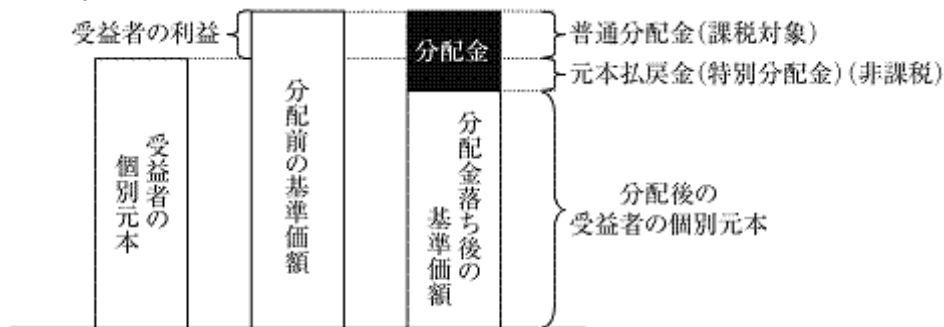 受益者の利益
受益者の
個別元本
分配前の基準価額
分配金
分配金落ち後の
基準価額
普通分配金(課税対象)
元本払戻金(特別分配金)(非課税)
分配後の
受益者の個別元本